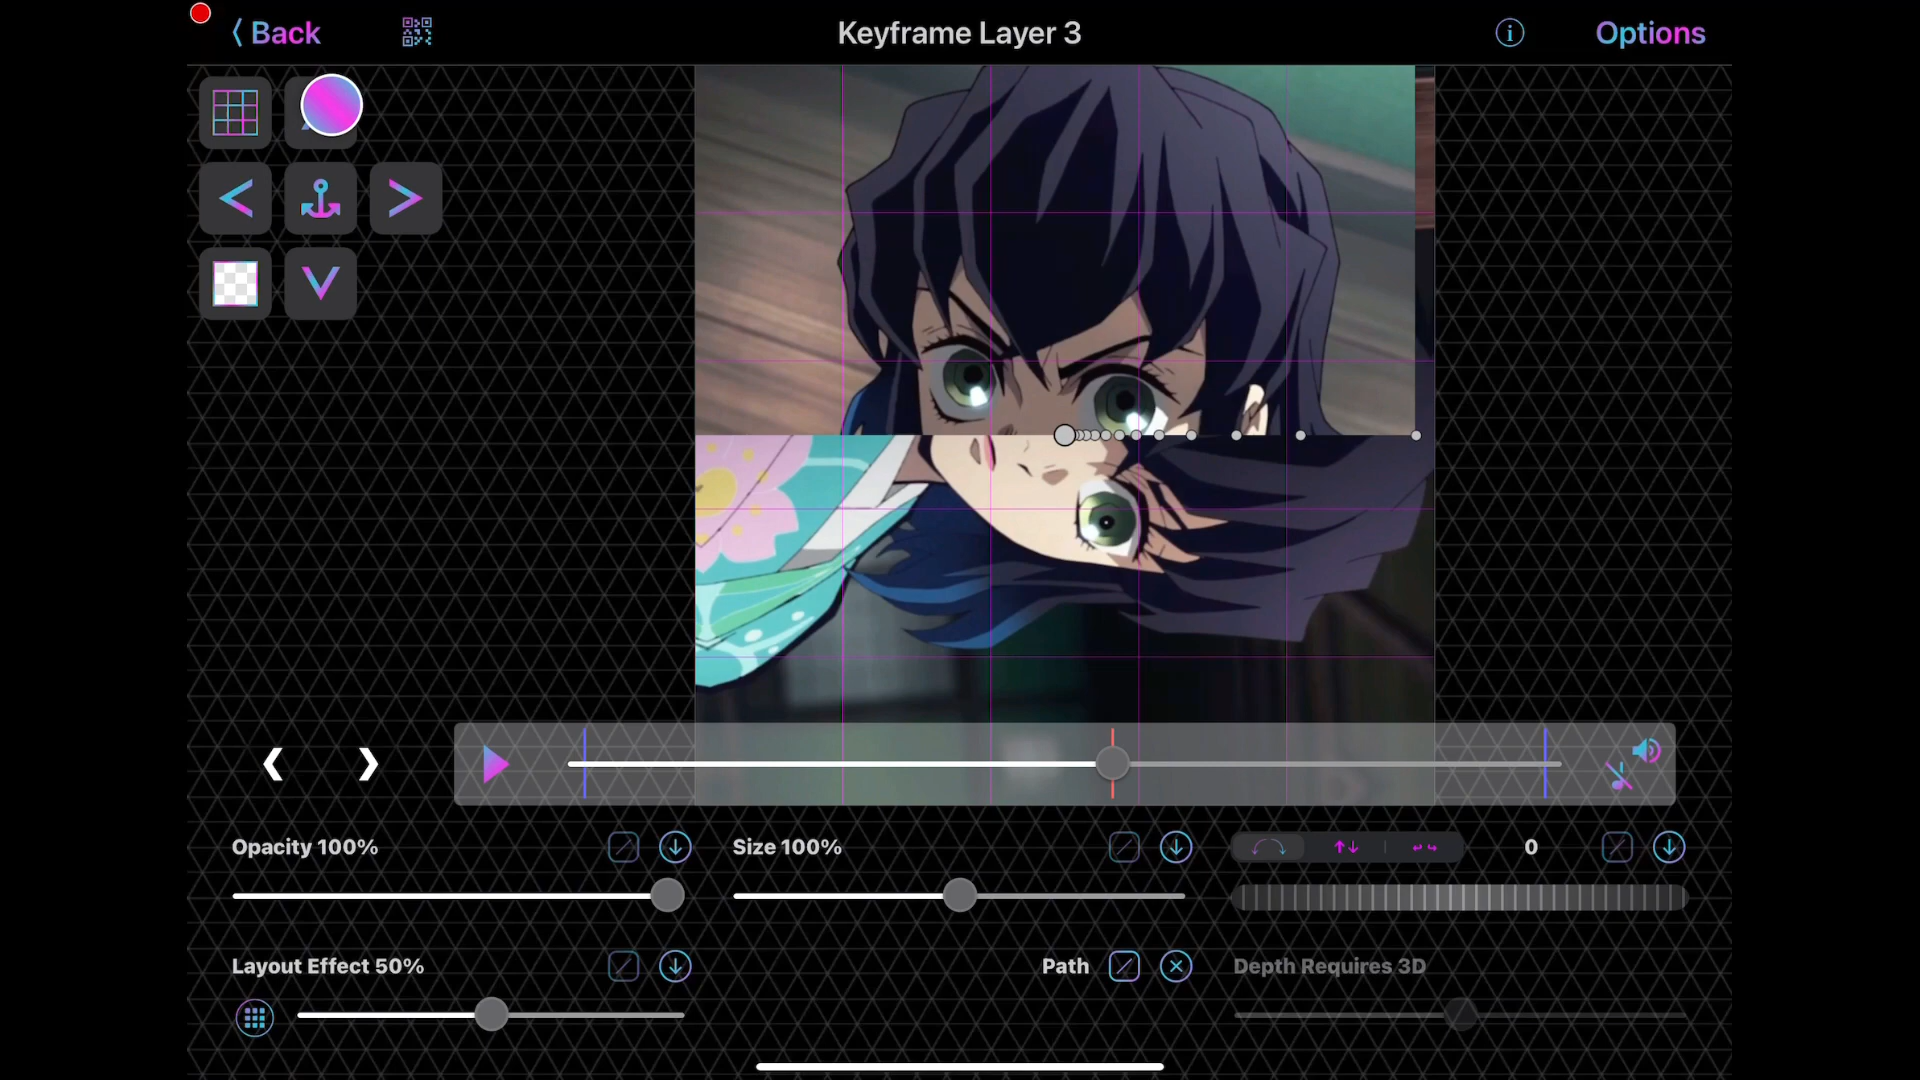 Back
Keyframe Layer 3
Options
Opacity 100%
Size 100%
0
Layout Effect 50%
Path
Depth Requires 3D